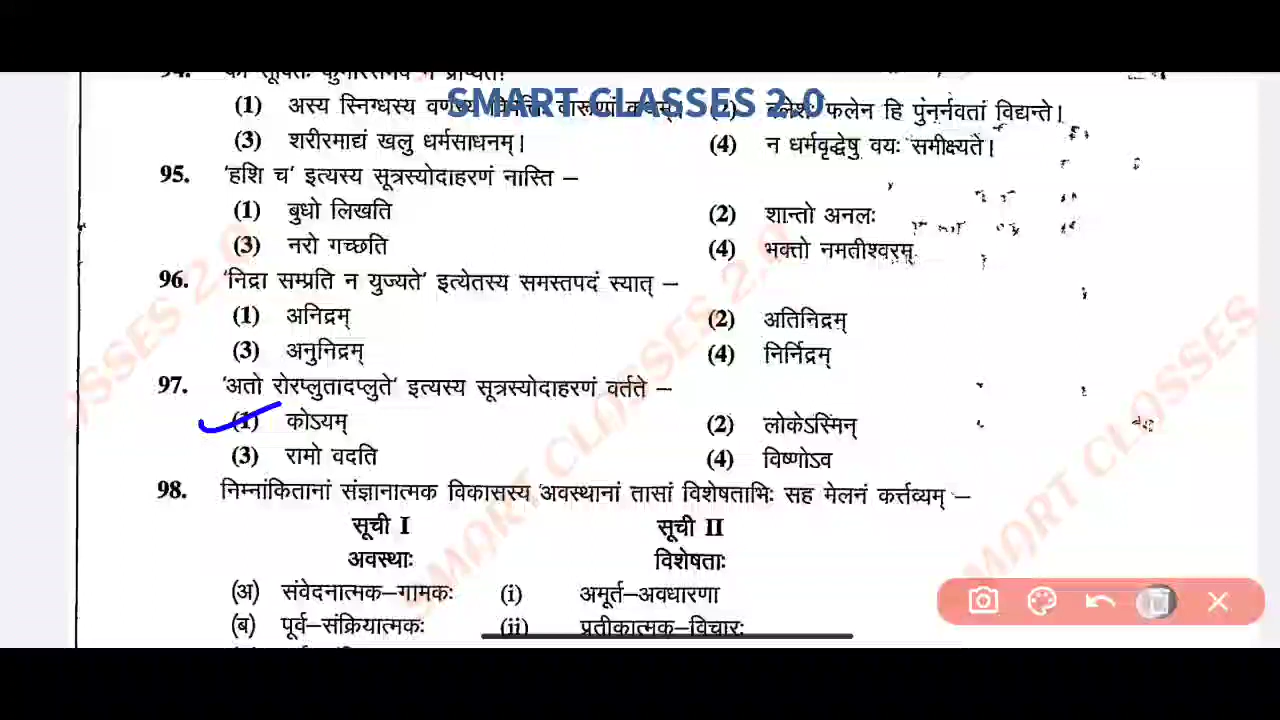 SMART CLASSES 2.0
(1) अस्य स्निग्धस्य वर्णस्य
फलेन हि पुंनर्नवतां विद्यन्ते।
(3) शरीरमाद्यं खलु धर्मसाधनम्।
(4) न धर्मवृद्धेषु वयः समीक्ष्यते।
95. 'हशि च' इत्यस्य सूत्रस्योदाहरणं नास्ति –
(1) बुधो लिखति
(2) शान्तो अनलः
(3) नरो गच्छति
(4) भक्तो नमतीश्वरम्
96. 'निद्रा सम्प्रति न युज्यते' इत्येतस्य समस्तपदं स्यात् –
(1) अनिद्रम्
(2) अतिनिद्रम्
(3) अनुनिद्रम्
(4) निर्निद्रम्
97. 'अतो रोरप्लुतादप्लुते' इत्यस्य सूत्रस्योदाहरणं वर्तते –
(1) कोऽयम्
(2) लोकेऽस्मिन्
(3) रामो वदति
(4) विष्णोऽव
98. निम्नांकितानां संज्ञानात्मक विकासस्य अवस्थानां तासां विशेषताभिः सह मेलनं कर्त्तव्यम् –
सूची I सूची II
अवस्थाः विशेषताः
(अ) संवेदनात्मक–गामकः (i) अमूर्त–अवधारणा
(ब) पूर्व–संक्रियात्मकः (ii) प्रतीकात्मक–विचारः